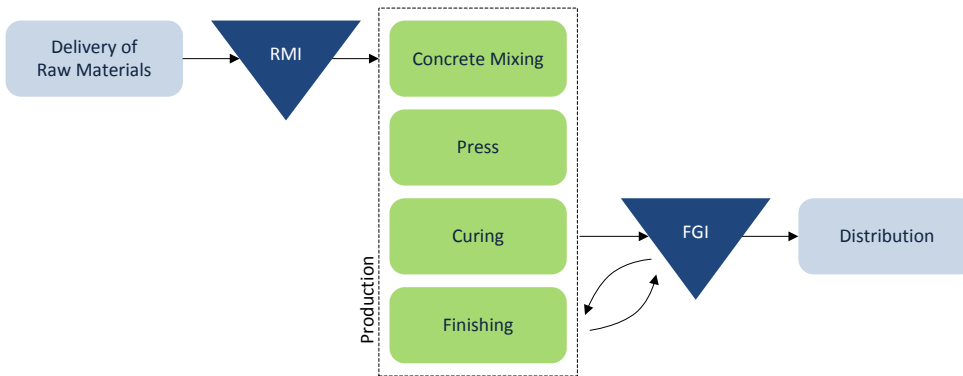 Delivery of
Raw Materials
RMI
Concrete Mixing
Press
Curing
Finishing
Production
FGI
Distribution